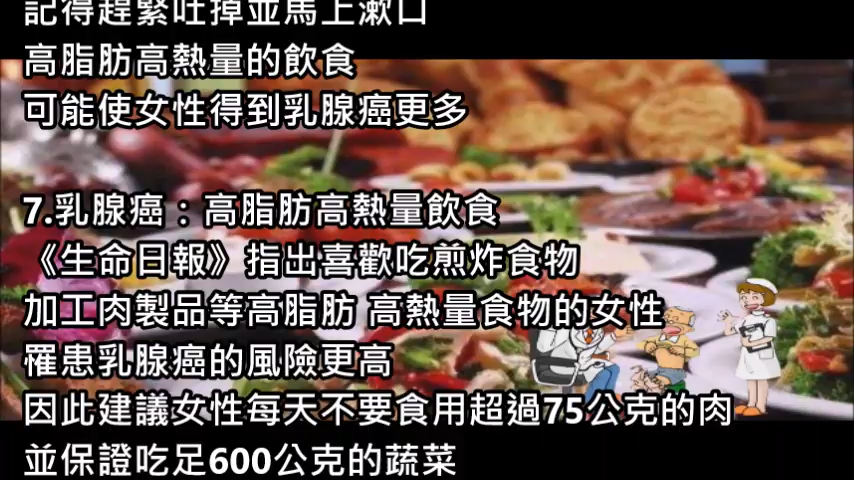 記得趕緊吐掉並馬上漱口
高脂肪高熱量的飲食
可能使女性得到乳腺癌更多
7.乳腺癌：高脂肪高熱量飲食
《生命日報》指出喜歡吃煎炸食物
加工肉製品等高脂肪 高熱量食物的女性
罹患乳腺癌的風險更高
因此建議女性每天不要食用超過75公克的肉
並保證吃足600公克的蔬菜